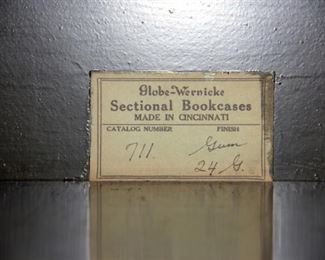 Globe-Wernicke
Sectional Bookcases
MADE IN CINCINNATI
CATALOG NUMBER FINISH
711. Gum
24 G.